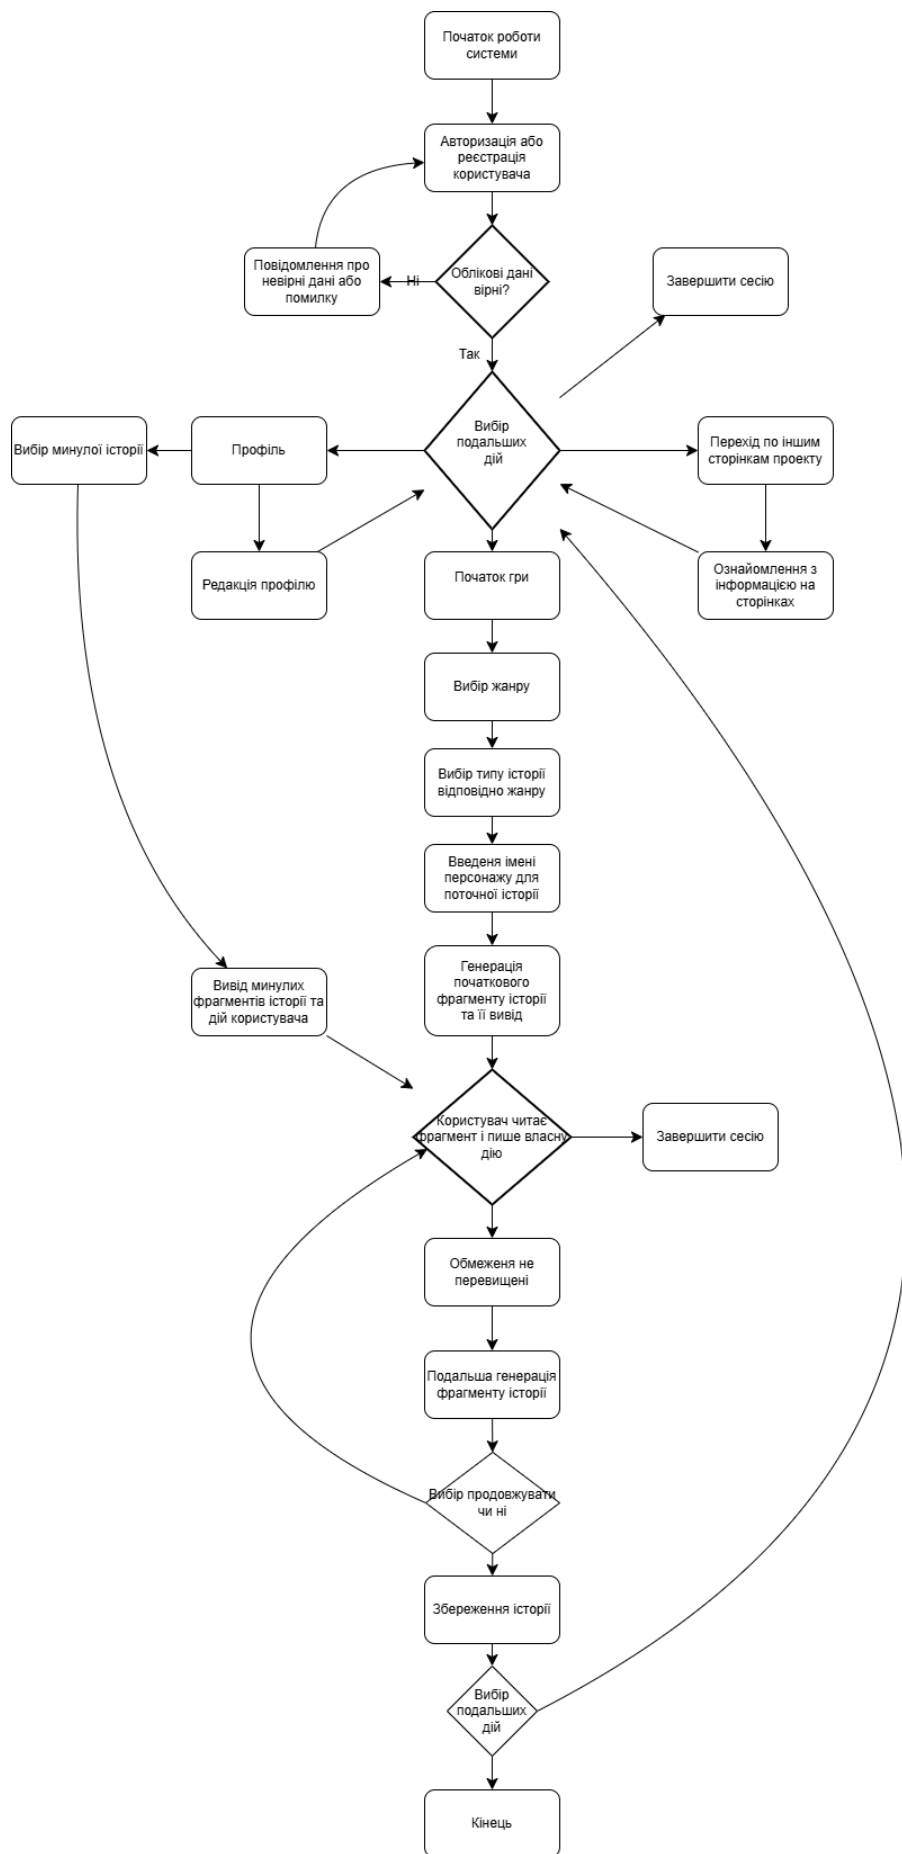 Початок роботи
системи
Авторизація або
реєстрація
користувача
Повідомлення про
невірні дані або
помилку
Ні
Облікові дані
вірні?
Завершити сесію
Так
Вибір минулої історії
Профіль
Вибір
подальших
дій
Перехід по іншим
сторінкам проекту
Редакція профілю
Початок гри
Ознайомлення з
інформацією на
сторінках
Вибір жанру
Вибір типу історії
відповідно жанру
Введеня імені
персонажу для
поточної історії
Вивід минулих
фрагментів історії та
дій користувача
Генерація
початкового
фрагменту історії
та її вивід
Користувач читає
фрагмент і пише власну
дію
Завершити сесію
Обмеженя не
перевищені
Подальша генерація
фрагменту історії
Вибір продовжувати
чи ні
Збереження історії
Вибір
подальших
дій
Кінець